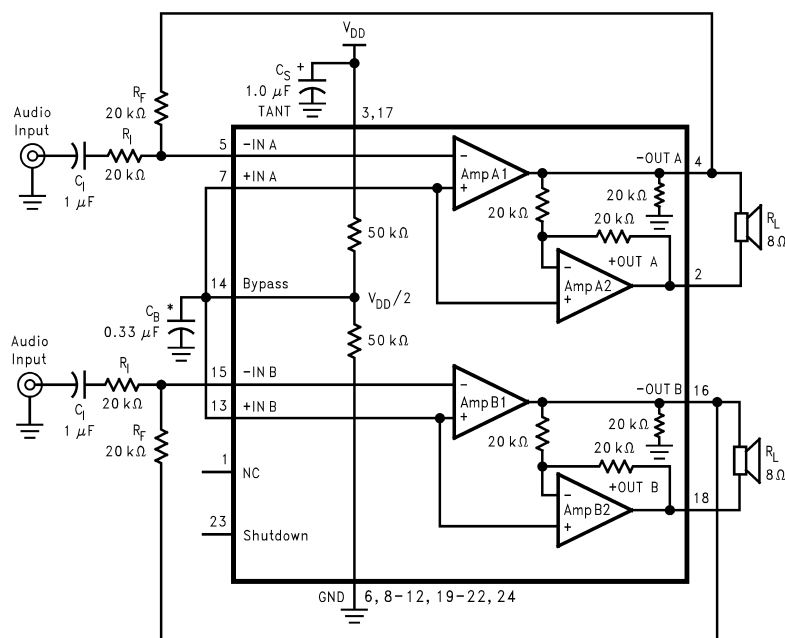 V_DD
C_S +
1.0 μF
TANT
3,17
R_F
20 kΩ
Audio
Input
R_I
20 kΩ
C_I
1 μF
5
-IN A
7
+IN A
-
Amp A1
+
-OUT A
4
20 kΩ
20 kΩ
20 kΩ
R_L
8Ω
+OUT A
-
Amp A2
+
2
50 kΩ
14
Bypass
V_DD/2
C_B *
0.33 μF
50 kΩ
Audio
Input
R_I
20 kΩ
C_I
1 μF
R_F
20 kΩ
15
-IN B
13
+IN B
-
Amp B1
+
-OUT B
16
20 kΩ
20 kΩ
20 kΩ
R_L
8Ω
+OUT B
-
Amp B2
+
18
1
NC
23
Shutdown
GND
6, 8-12, 19-22, 24